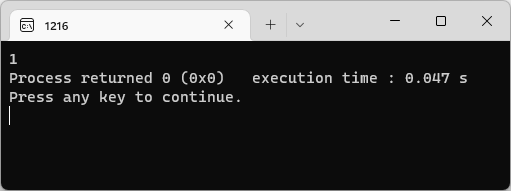 1216
1
Process returned 0 (0x0)   execution time : 0.047 s
Press any key to continue.